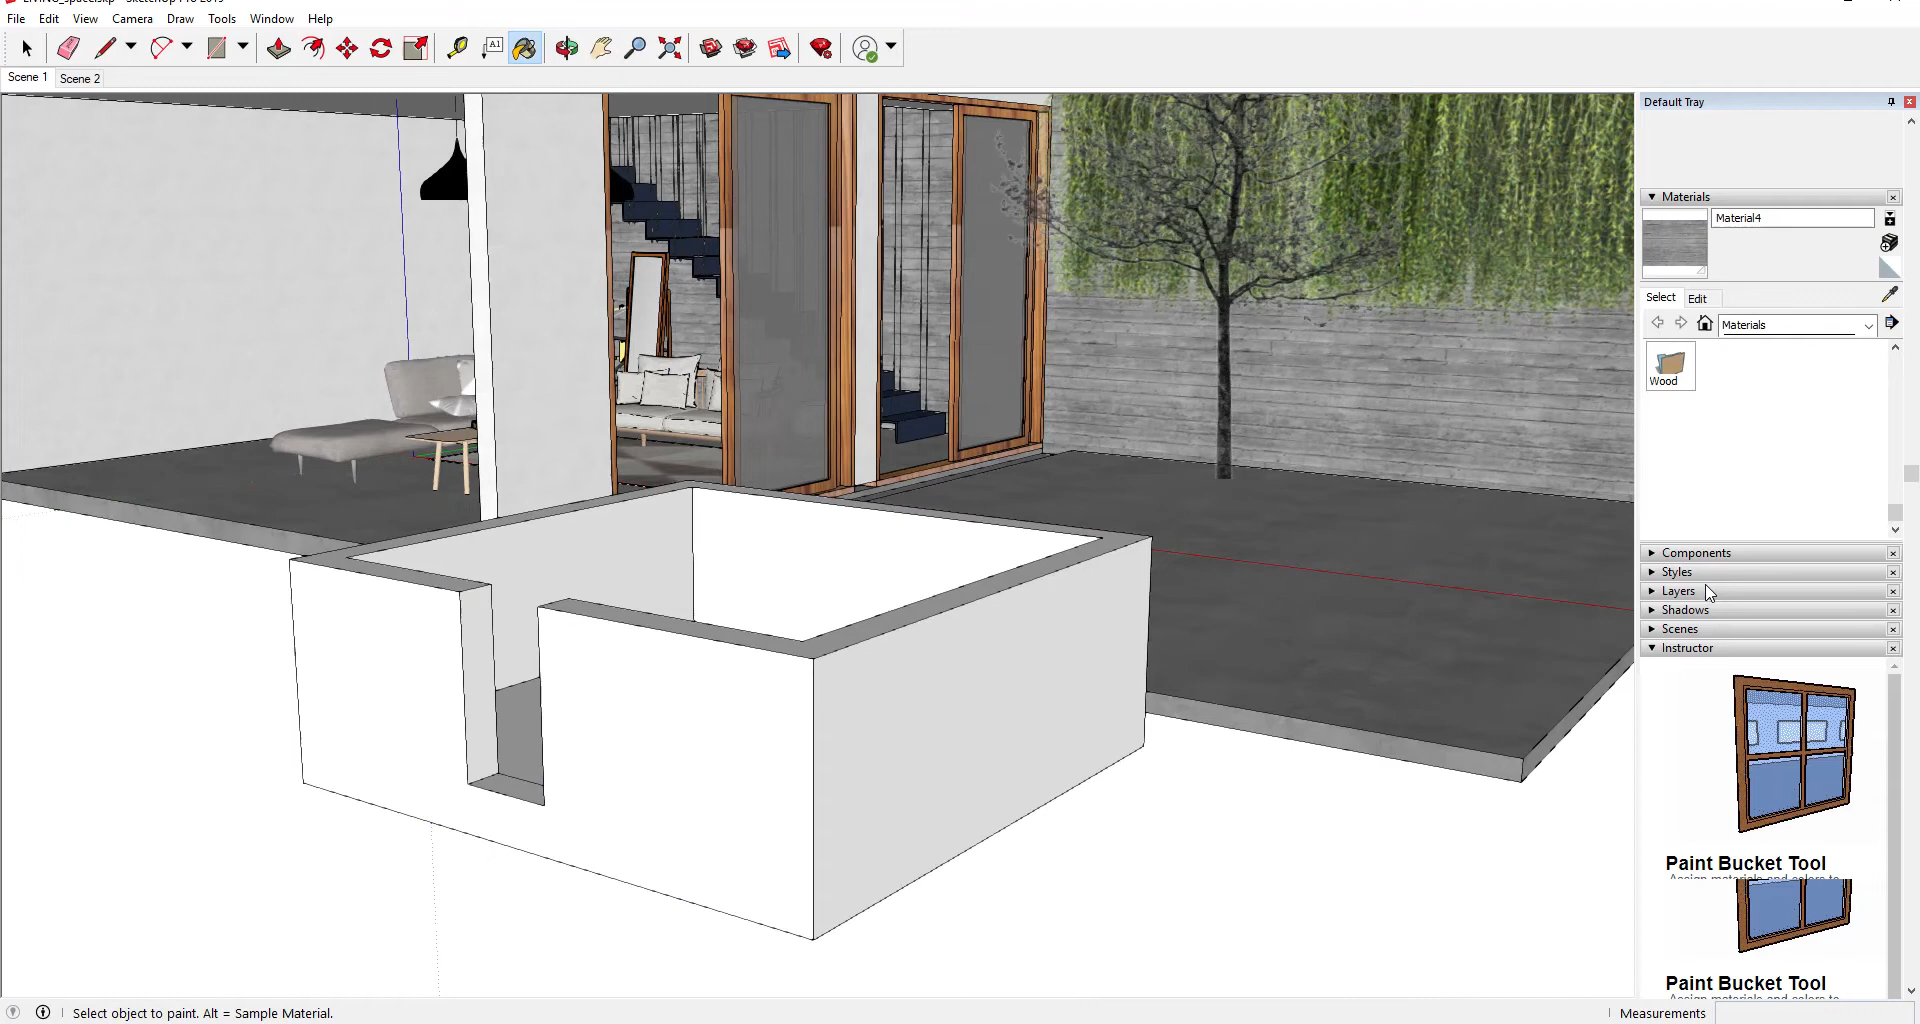 File Edit View Camera Draw Tools Window Help
A1
Scene 1 Scene 2
Default Tray
Materials
Material4
Select Edit
Materials
Wood
Components
Styles
Layers
Shadows
Scenes
Instructor
Paint Bucket Tool
Paint Bucket Tool
Select object to paint. Alt = Sample Material.
Measurements